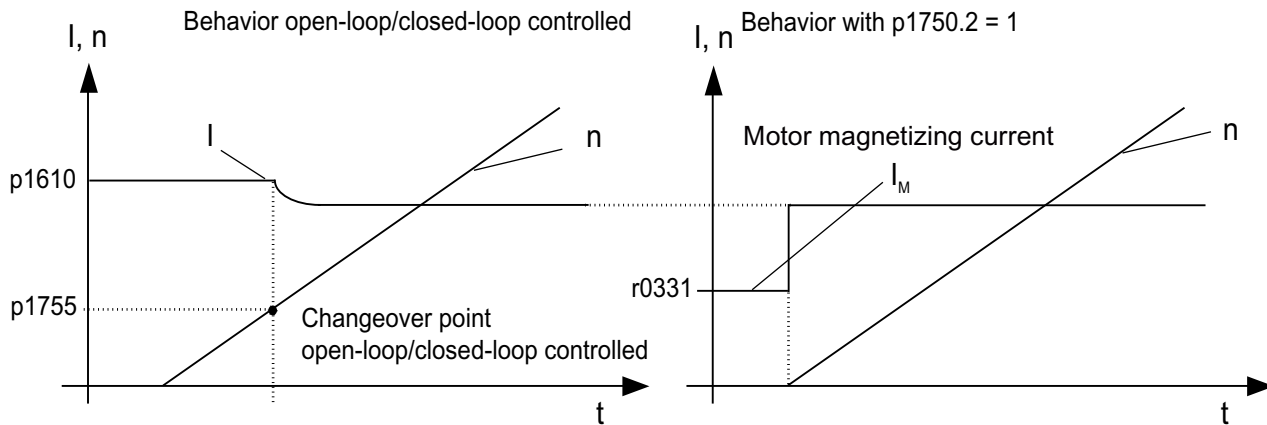 Behavior open-loop/closed-loop controlled
I, n
I
n
p1610
p1755
Changeover point
open-loop/closed-loop controlled
t
Behavior with p1750.2 = 1
I, n
Motor magnetizing current
I_M
n
r0331
t